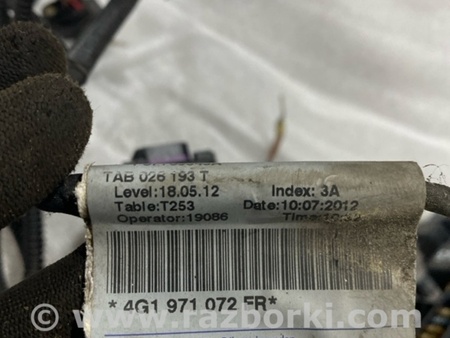 TAB 026 193 T
Level:18.05.12 Index: 3A
Table:T253 Date:10:07:2012
Operator:19086 Time:
*4G1 971 072 FR*
© www.razborki.com